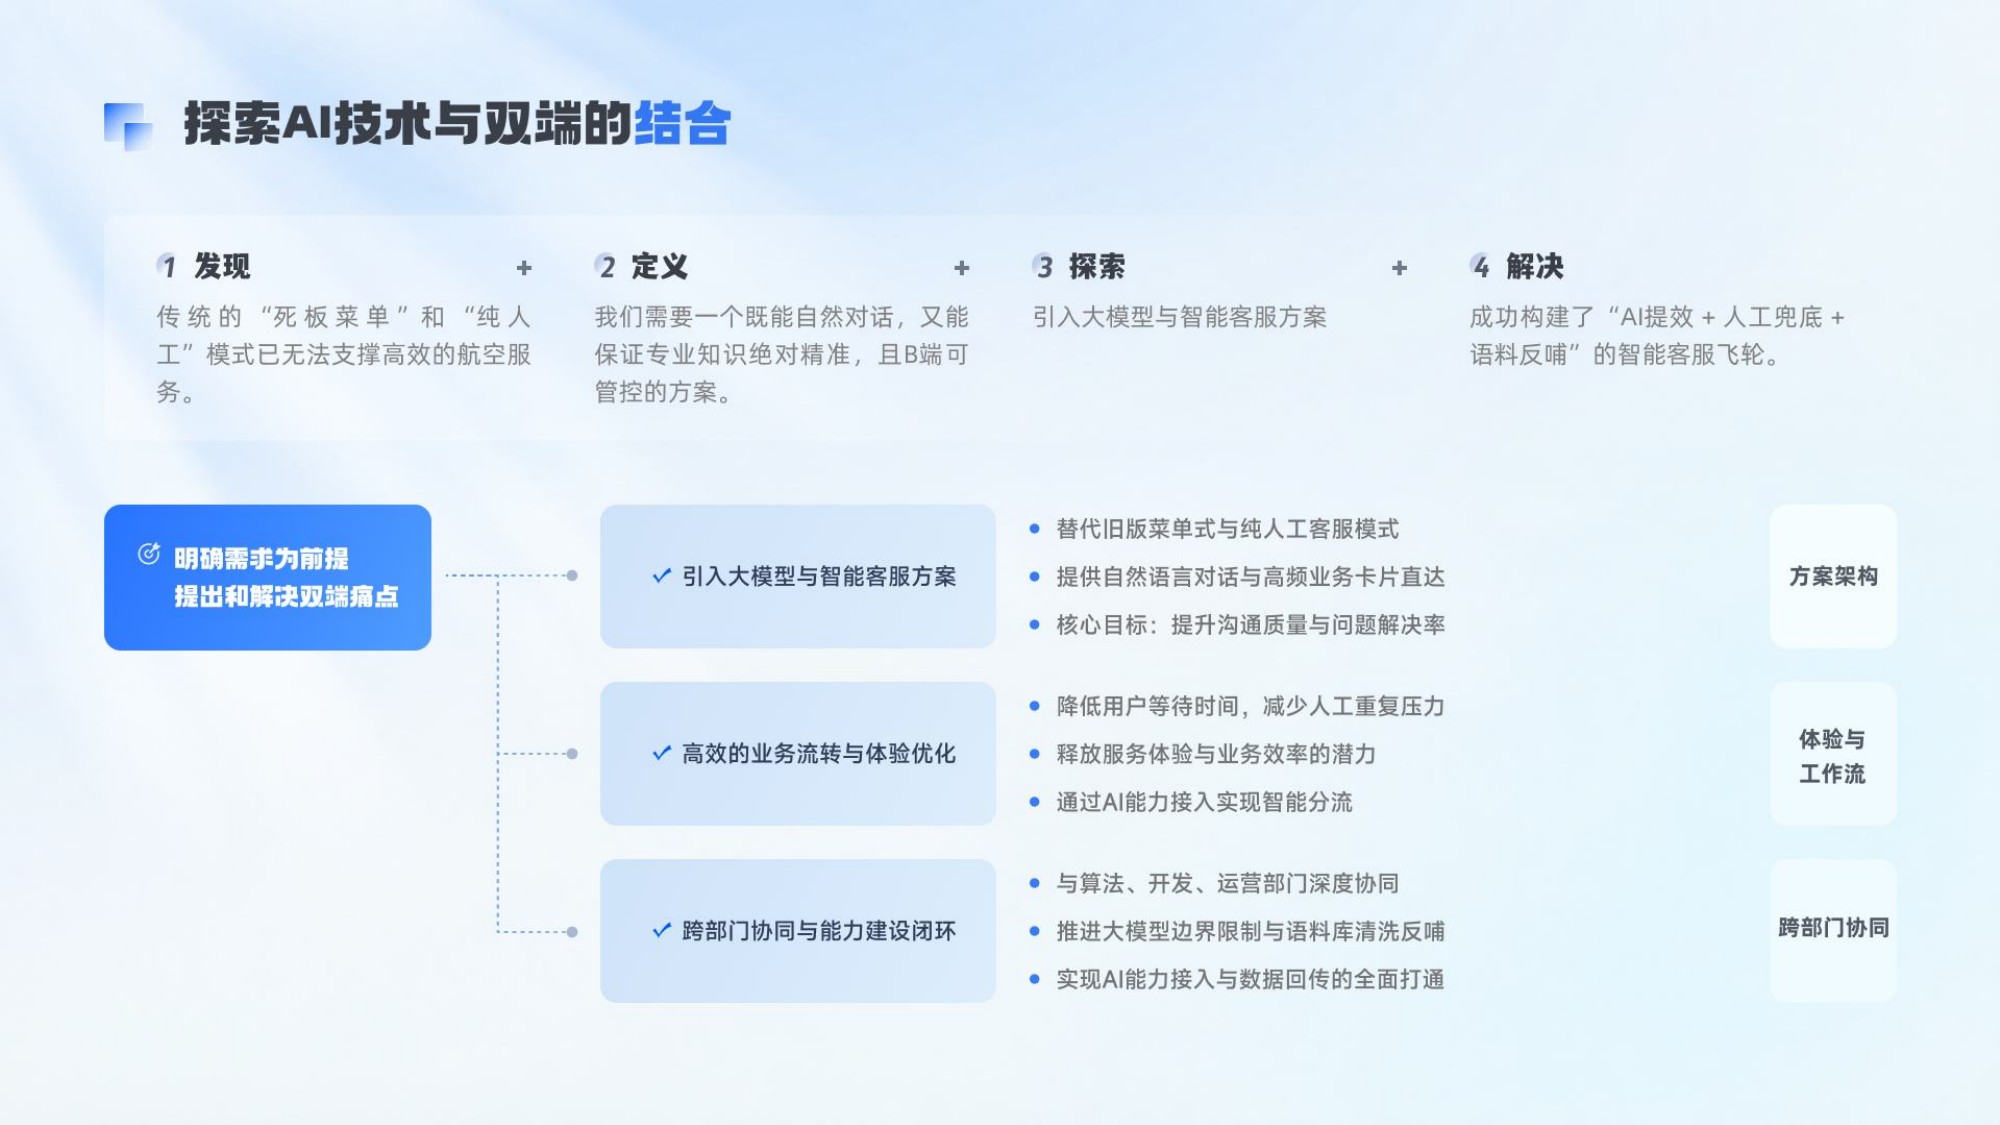 探索AI技术与双端的结合
1 发现 +
传统的“死板菜单”和“纯人
工”模式已无法支撑高效的航空服
务。
2 定义 +
我们需要一个既能自然对话，又能
保证专业知识绝对精准，且B端可
管控的方案。
3 探索 +
引入大模型与智能客服方案
4 解决
成功构建了“AI提效 + 人工兜底 +
语料反哺”的智能客服飞轮。
明确需求为前提
提出和解决双端痛点
引入大模型与智能客服方案
替代旧版菜单式与纯人工客服模式
提供自然语言对话与高频业务卡片直达
核心目标：提升沟通质量与问题解决率
方案架构
高效的业务流转与体验优化
降低用户等待时间，减少人工重复压力
释放服务体验与业务效率的潜力
通过AI能力接入实现智能分流
体验与
工作流
跨部门协同与能力建设闭环
与算法、开发、运营部门深度协同
推进大模型边界限制与语料库清洗反哺
实现AI能力接入与数据回传的全面打通
跨部门协同